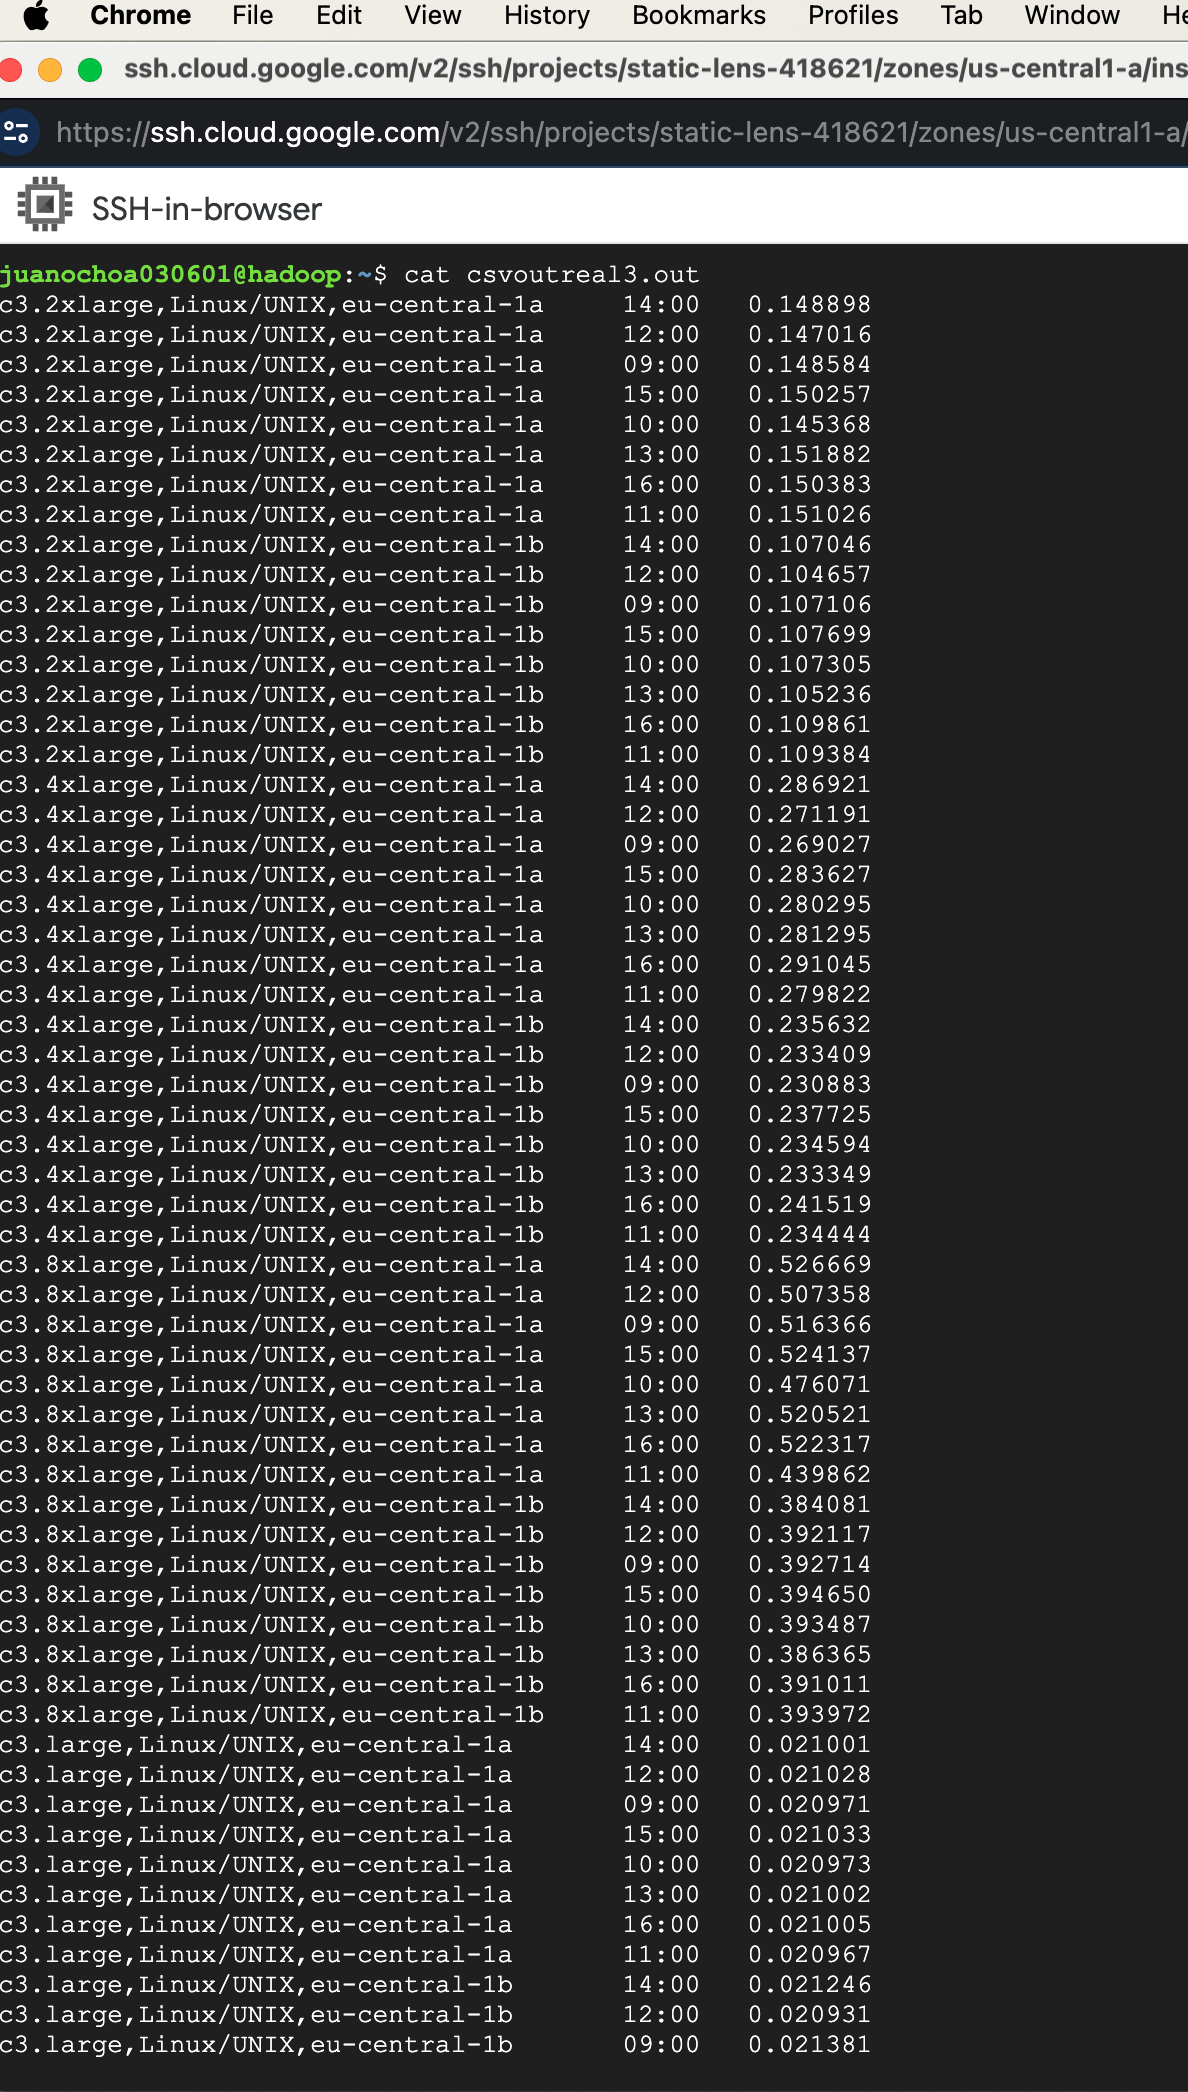 Chrome File Edit View History Bookmarks Profiles Tab Window
ssh.cloud.google.com/v2/ssh/projects/static-lens-418621/zones/us-central1-a/ins
https://ssh.cloud.google.com/v2/ssh/projects/static-lens-418621/zones/us-central1-a/
SSH-in-browser
juanochoa030601@hadoop:~$ cat csvoutreal3.out
c3.2xlarge,Linux/UNIX,eu-central-1a 14:00 0.148898
c3.2xlarge,Linux/UNIX,eu-central-1a 12:00 0.147016
c3.2xlarge,Linux/UNIX,eu-central-1a 09:00 0.148584
c3.2xlarge,Linux/UNIX,eu-central-1a 15:00 0.150257
c3.2xlarge,Linux/UNIX,eu-central-1a 10:00 0.145368
c3.2xlarge,Linux/UNIX,eu-central-1a 13:00 0.151882
c3.2xlarge,Linux/UNIX,eu-central-1a 16:00 0.150383
c3.2xlarge,Linux/UNIX,eu-central-1a 11:00 0.151026
c3.2xlarge,Linux/UNIX,eu-central-1b 14:00 0.107046
c3.2xlarge,Linux/UNIX,eu-central-1b 12:00 0.104657
c3.2xlarge,Linux/UNIX,eu-central-1b 09:00 0.107106
c3.2xlarge,Linux/UNIX,eu-central-1b 15:00 0.107699
c3.2xlarge,Linux/UNIX,eu-central-1b 10:00 0.107305
c3.2xlarge,Linux/UNIX,eu-central-1b 13:00 0.105236
c3.2xlarge,Linux/UNIX,eu-central-1b 16:00 0.109861
c3.2xlarge,Linux/UNIX,eu-central-1b 11:00 0.109384
c3.4xlarge,Linux/UNIX,eu-central-1a 14:00 0.286921
c3.4xlarge,Linux/UNIX,eu-central-1a 12:00 0.271191
c3.4xlarge,Linux/UNIX,eu-central-1a 09:00 0.269027
c3.4xlarge,Linux/UNIX,eu-central-1a 15:00 0.283627
c3.4xlarge,Linux/UNIX,eu-central-1a 10:00 0.280295
c3.4xlarge,Linux/UNIX,eu-central-1a 13:00 0.281295
c3.4xlarge,Linux/UNIX,eu-central-1a 16:00 0.291045
c3.4xlarge,Linux/UNIX,eu-central-1a 11:00 0.279822
c3.4xlarge,Linux/UNIX,eu-central-1b 14:00 0.235632
c3.4xlarge,Linux/UNIX,eu-central-1b 12:00 0.233409
c3.4xlarge,Linux/UNIX,eu-central-1b 09:00 0.230883
c3.4xlarge,Linux/UNIX,eu-central-1b 15:00 0.237725
c3.4xlarge,Linux/UNIX,eu-central-1b 10:00 0.234594
c3.4xlarge,Linux/UNIX,eu-central-1b 13:00 0.233349
c3.4xlarge,Linux/UNIX,eu-central-1b 16:00 0.241519
c3.4xlarge,Linux/UNIX,eu-central-1b 11:00 0.234444
c3.8xlarge,Linux/UNIX,eu-central-1a 14:00 0.526669
c3.8xlarge,Linux/UNIX,eu-central-1a 12:00 0.507358
c3.8xlarge,Linux/UNIX,eu-central-1a 09:00 0.516366
c3.8xlarge,Linux/UNIX,eu-central-1a 15:00 0.524137
c3.8xlarge,Linux/UNIX,eu-central-1a 10:00 0.476071
c3.8xlarge,Linux/UNIX,eu-central-1a 13:00 0.520521
c3.8xlarge,Linux/UNIX,eu-central-1a 16:00 0.522317
c3.8xlarge,Linux/UNIX,eu-central-1a 11:00 0.439862
c3.8xlarge,Linux/UNIX,eu-central-1b 14:00 0.384081
c3.8xlarge,Linux/UNIX,eu-central-1b 12:00 0.392117
c3.8xlarge,Linux/UNIX,eu-central-1b 09:00 0.392714
c3.8xlarge,Linux/UNIX,eu-central-1b 15:00 0.394650
c3.8xlarge,Linux/UNIX,eu-central-1b 10:00 0.393487
c3.8xlarge,Linux/UNIX,eu-central-1b 13:00 0.386365
c3.8xlarge,Linux/UNIX,eu-central-1b 16:00 0.391011
c3.8xlarge,Linux/UNIX,eu-central-1b 11:00 0.393972
c3.large,Linux/UNIX,eu-central-1a 14:00 0.021001
c3.large,Linux/UNIX,eu-central-1a 12:00 0.021028
c3.large,Linux/UNIX,eu-central-1a 09:00 0.020971
c3.large,Linux/UNIX,eu-central-1a 15:00 0.021033
c3.large,Linux/UNIX,eu-central-1a 10:00 0.020973
c3.large,Linux/UNIX,eu-central-1a 13:00 0.021002
c3.large,Linux/UNIX,eu-central-1a 16:00 0.021005
c3.large,Linux/UNIX,eu-central-1a 11:00 0.020967
c3.large,Linux/UNIX,eu-central-1b 14:00 0.021246
c3.large,Linux/UNIX,eu-central-1b 12:00 0.020931
c3.large,Linux/UNIX,eu-central-1b 09:00 0.021381